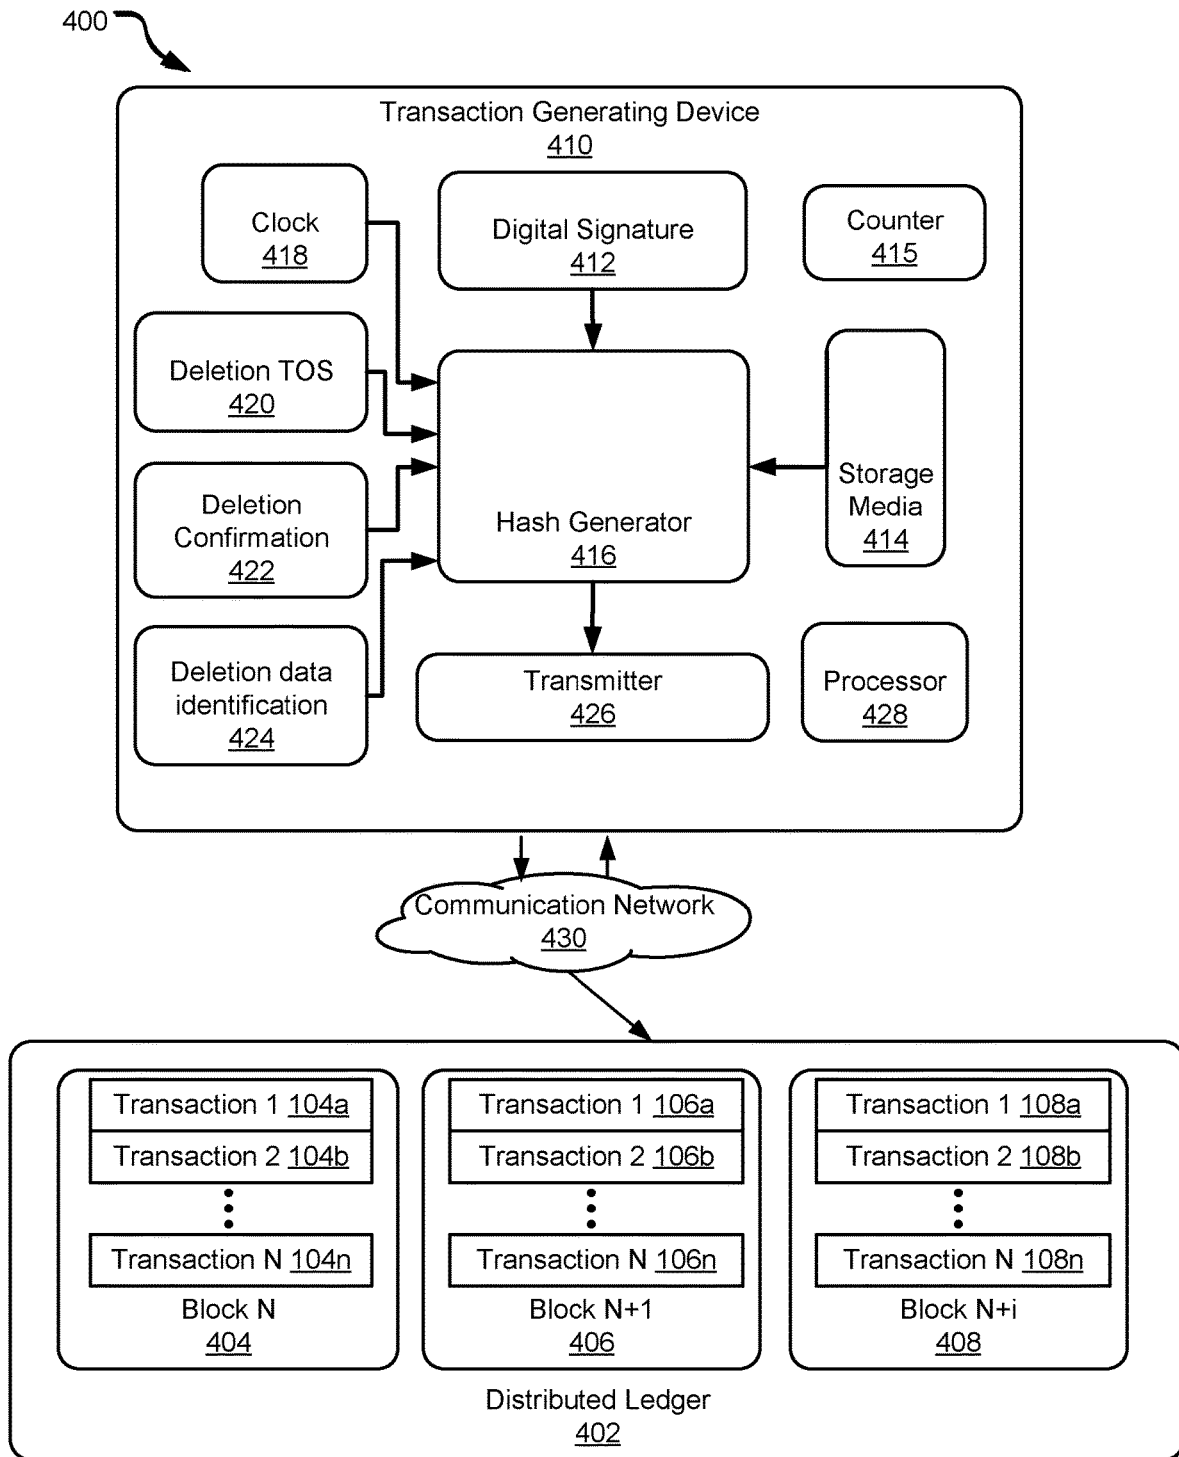 400
Transaction Generating Device
410
Clock
418
Digital Signature
412
Counter
415
Deletion TOS
420
Deletion
Confirmation
422
Deletion data
identification
424
Hash Generator
416
Storage
Media
414
Transmitter
426
Processor
428
Communication Network
430
Transaction 1 104a
Transaction 2 104b
Transaction N 104n
Block N
404
Transaction 1 106a
Transaction 2 106b
Transaction N 106n
Block N+1
406
Transaction 1 108a
Transaction 2 108b
Transaction N 108n
Block N+i
408
Distributed Ledger
402